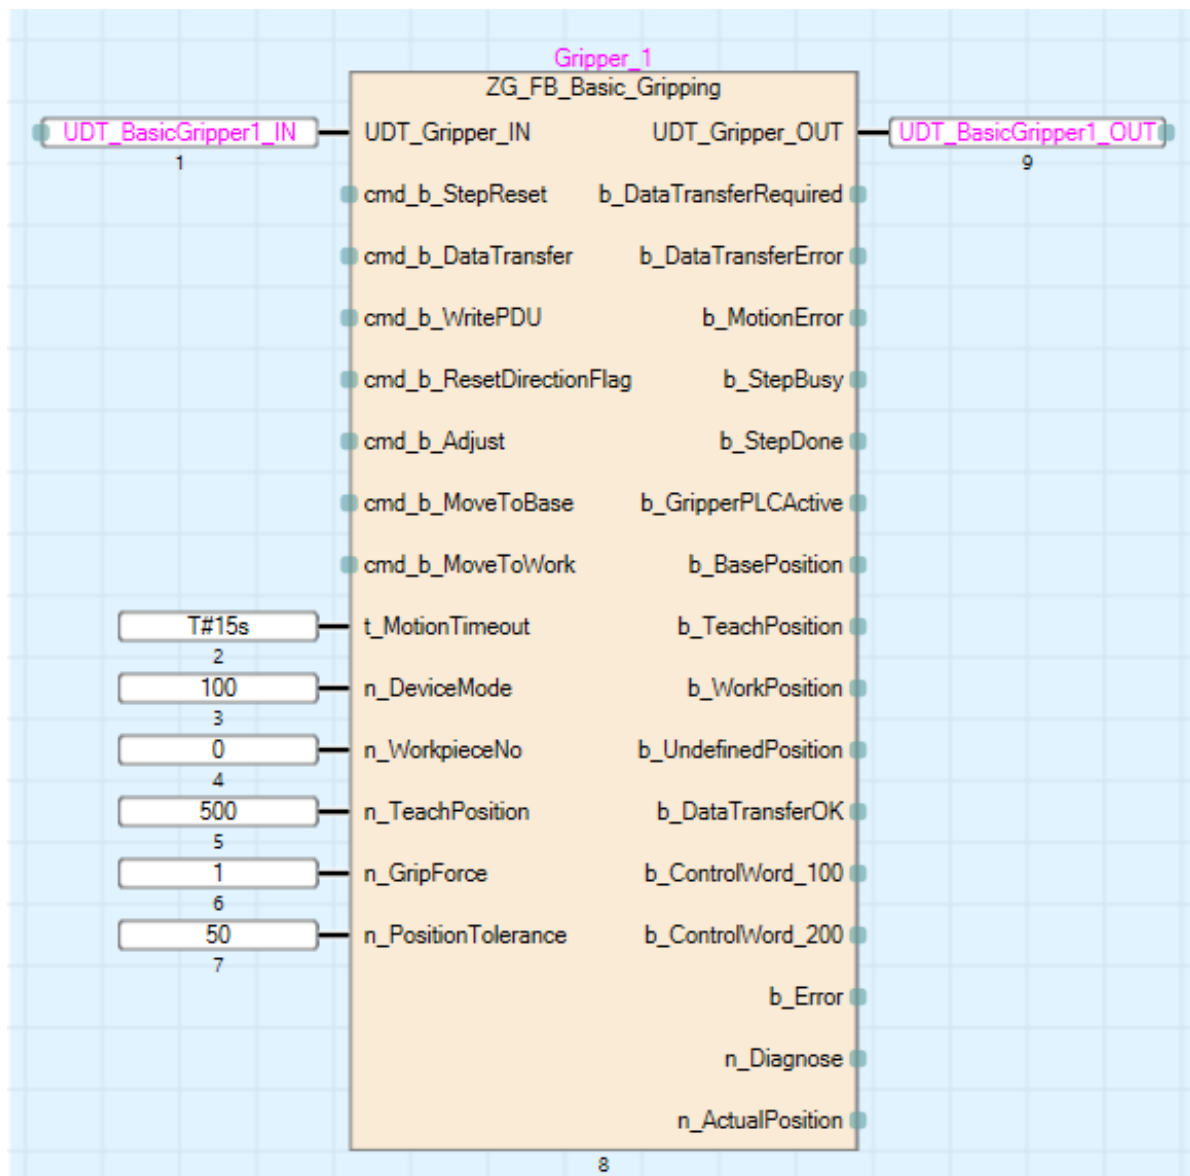 Gripper_1
ZG_FB_Basic_Gripping
UDT_BasicGripper1_IN UDT_Gripper_IN UDT_Gripper_OUT UDT_BasicGripper1_OUT
1 9
cmd_b_StepReset b_DataTransferRequired
cmd_b_DataTransfer b_DataTransferError
cmd_b_WritePDU b_MotionError
cmd_b_ResetDirectionFlag b_StepBusy
cmd_b_Adjust b_StepDone
cmd_b_MoveToBase b_GripperPLCActive
cmd_b_MoveToWork b_BasePosition
T#15s t_MotionTimeout b_TeachPosition
2
100 n_DeviceMode b_WorkPosition
3
0 n_WorkpieceNo b_UndefinedPosition
4
500 n_TeachPosition b_DataTransferOK
5
1 n_GripForce b_ControlWord_100
6
50 n_PositionTolerance b_ControlWord_200
7
b_Error
n_Diagnose
n_ActualPosition
8